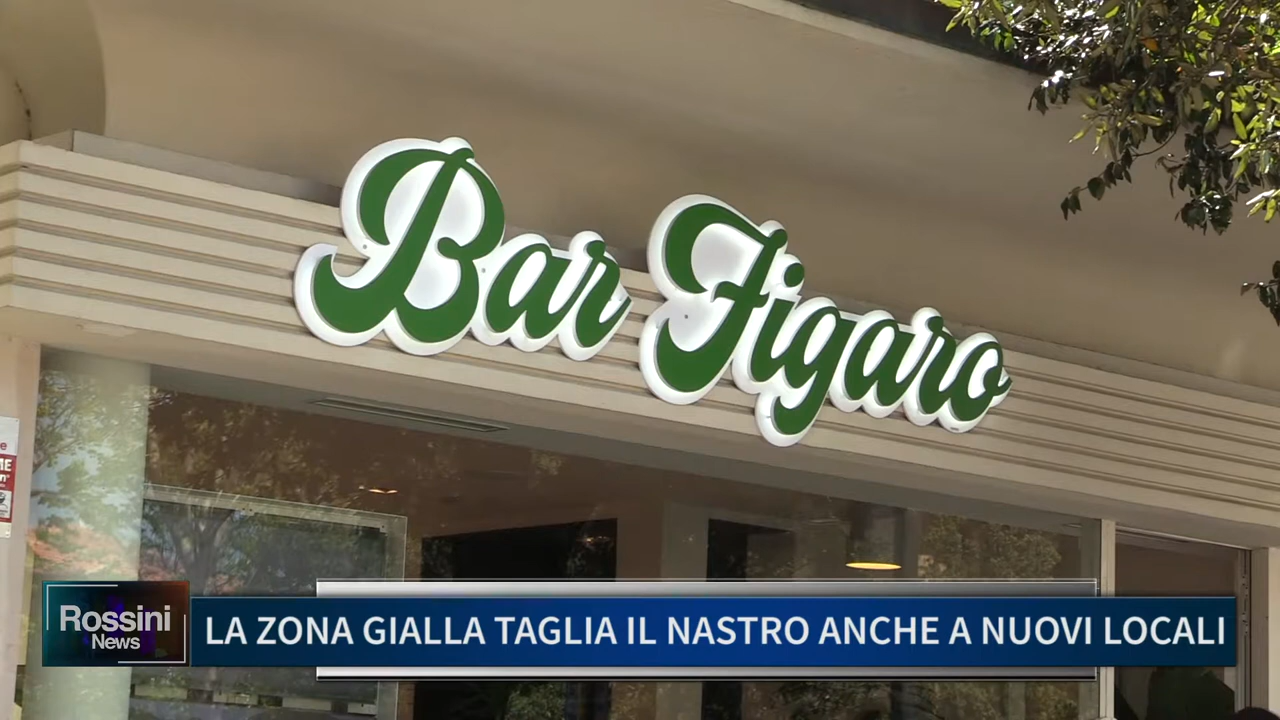 Bar Figaro
Rossini
News
LA ZONA GIALLA TAGLIA IL NASTRO ANCHE A NUOVI LOCALI